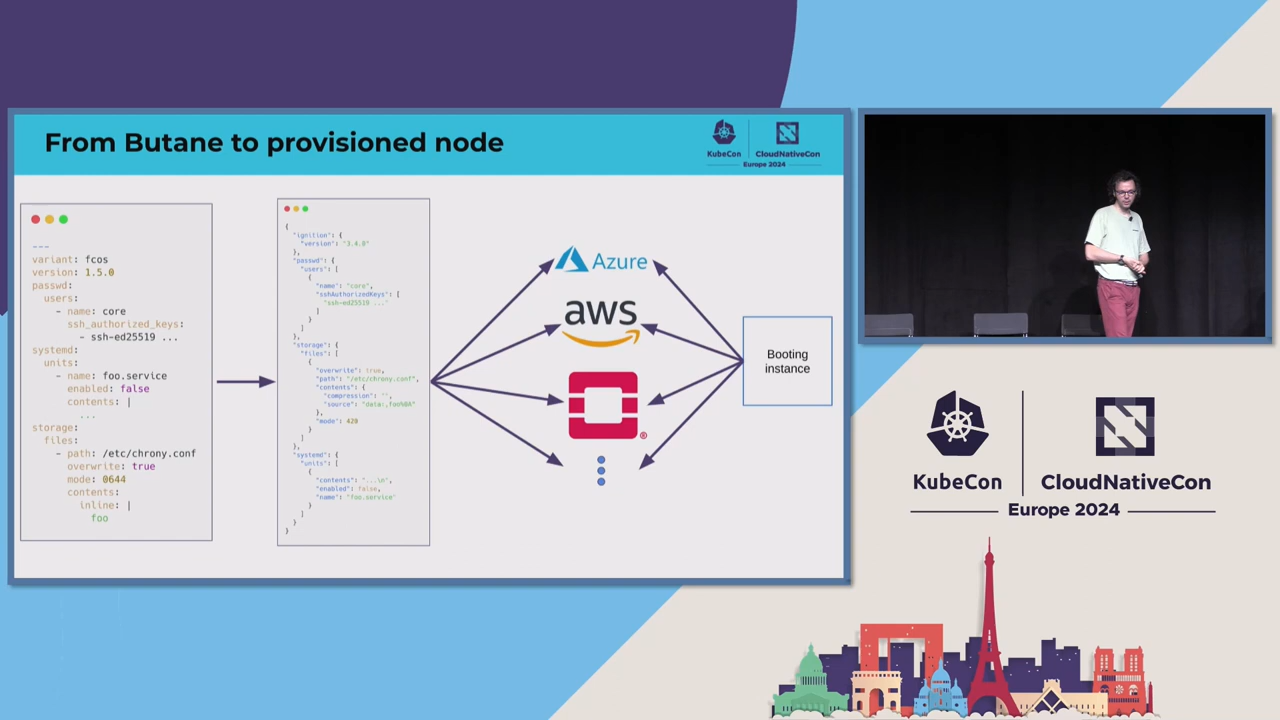 From Butane to provisioned node
KubeCon
CloudNativeCon
Europe 2024
---
variant: fcos
version: 1.5.0
passwd:
users:
- name: core
ssh_authorized_keys:
- ssh-ed25519 ...
systemd:
units:
- name: foo.service
enabled: false
contents: |
...
storage:
files:
- path: /etc/chrony.conf
overwrite: true
mode: 0644
contents:
inline: |
foo
{
"ignition": {
"version": "3.4.0"
},
"passwd": {
"users": [
{
"name": "core",
"sshAuthorizedKeys": [
"ssh-ed25519 ..."
]
}
]
},
"storage": {
"files": [
{
"overwrite": true,
"path": "/etc/chrony.conf",
"contents": {
"compression": "",
"source": "data:,foo%0A"
},
"mode": 420
}
]
},
"systemd": {
"units": [
{
"contents": "...\n",
"enabled": false,
"name": "foo.service"
}
]
}
}
Azure
aws
Booting
instance
KubeCon
CloudNativeCon
Europe 2024